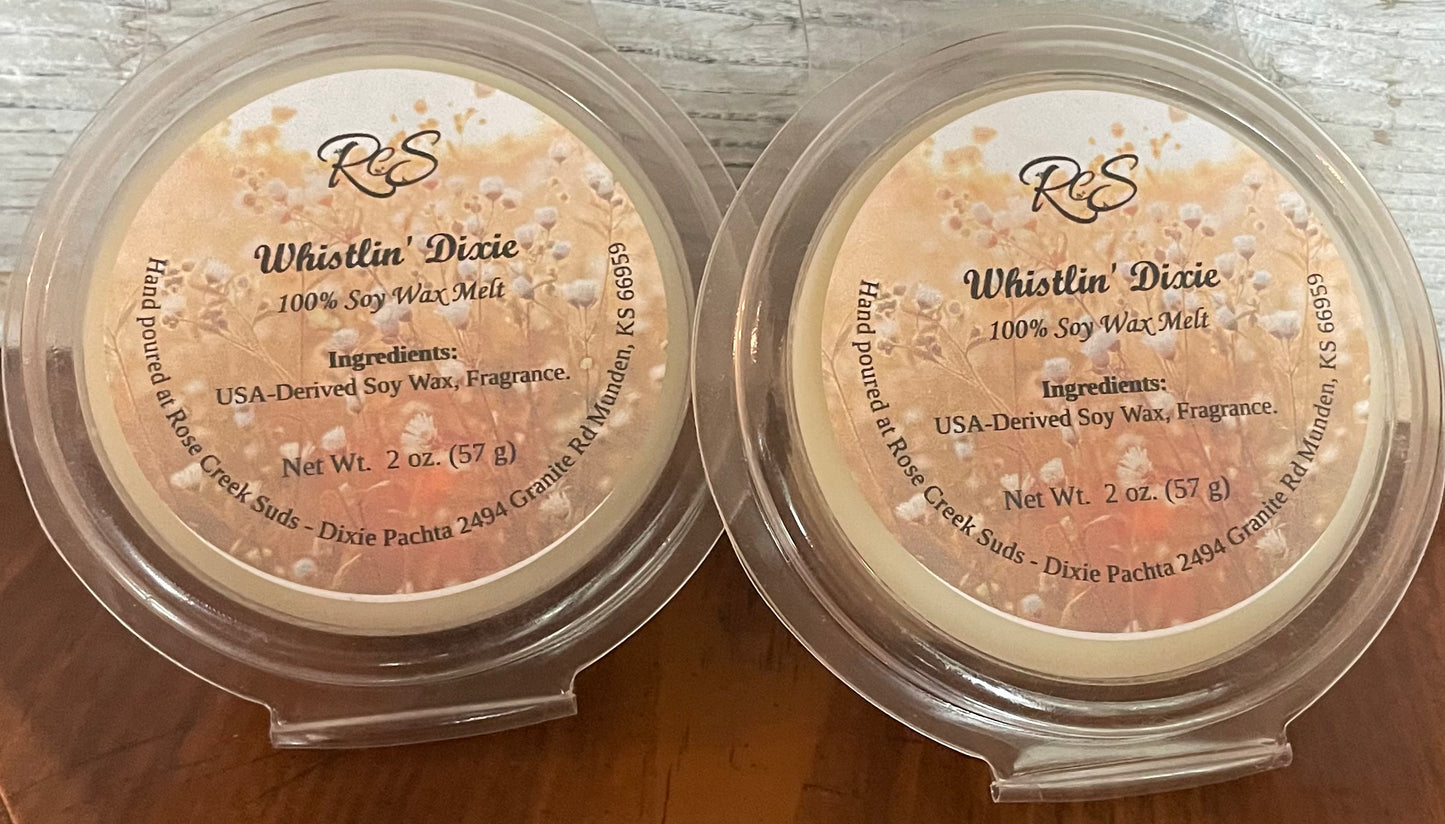 RCS
Whistlin' Dixie
100% Soy Wax Melt
Ingredients:
USA-Derived Soy Wax, Fragrance.
Net Wt. 2 oz. (57 g)
Hand poured at Rose Creek Suds - Dixie Pachta 2494 Granite Rd Munden, KS 66959
RCS
Whistlin' Dixie
100% Soy Wax Melt
Ingredients:
USA-Derived Soy Wax, Fragrance.
Net Wt. 2 oz. (57 g)
Hand poured at Rose Creek Suds - Dixie Pachta 2494 Granite Rd Munden, KS 66959